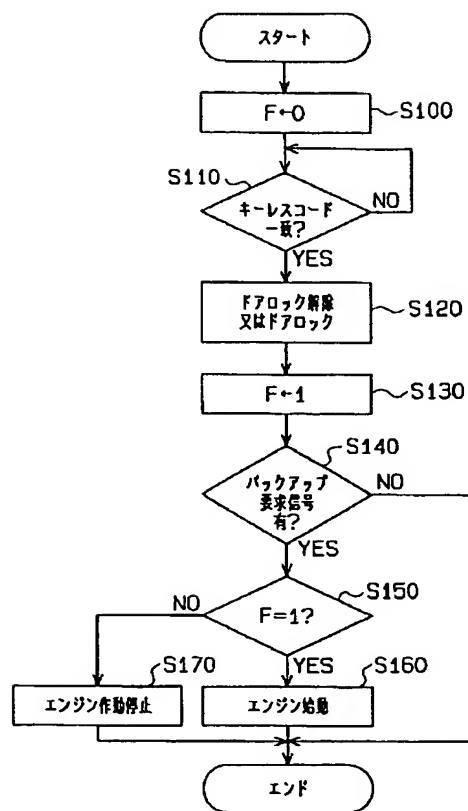 スタート
F←0
S100
S110
キーレスコード
一致?
NO
YES
ドアロック解除
又はドアロック
S120
F←1
S130
S140
バックアップ
要求信号
有?
NO
YES
S150
F=1?
NO
YES
S170
エンジン作動停止
S160
エンジン始動
エンド